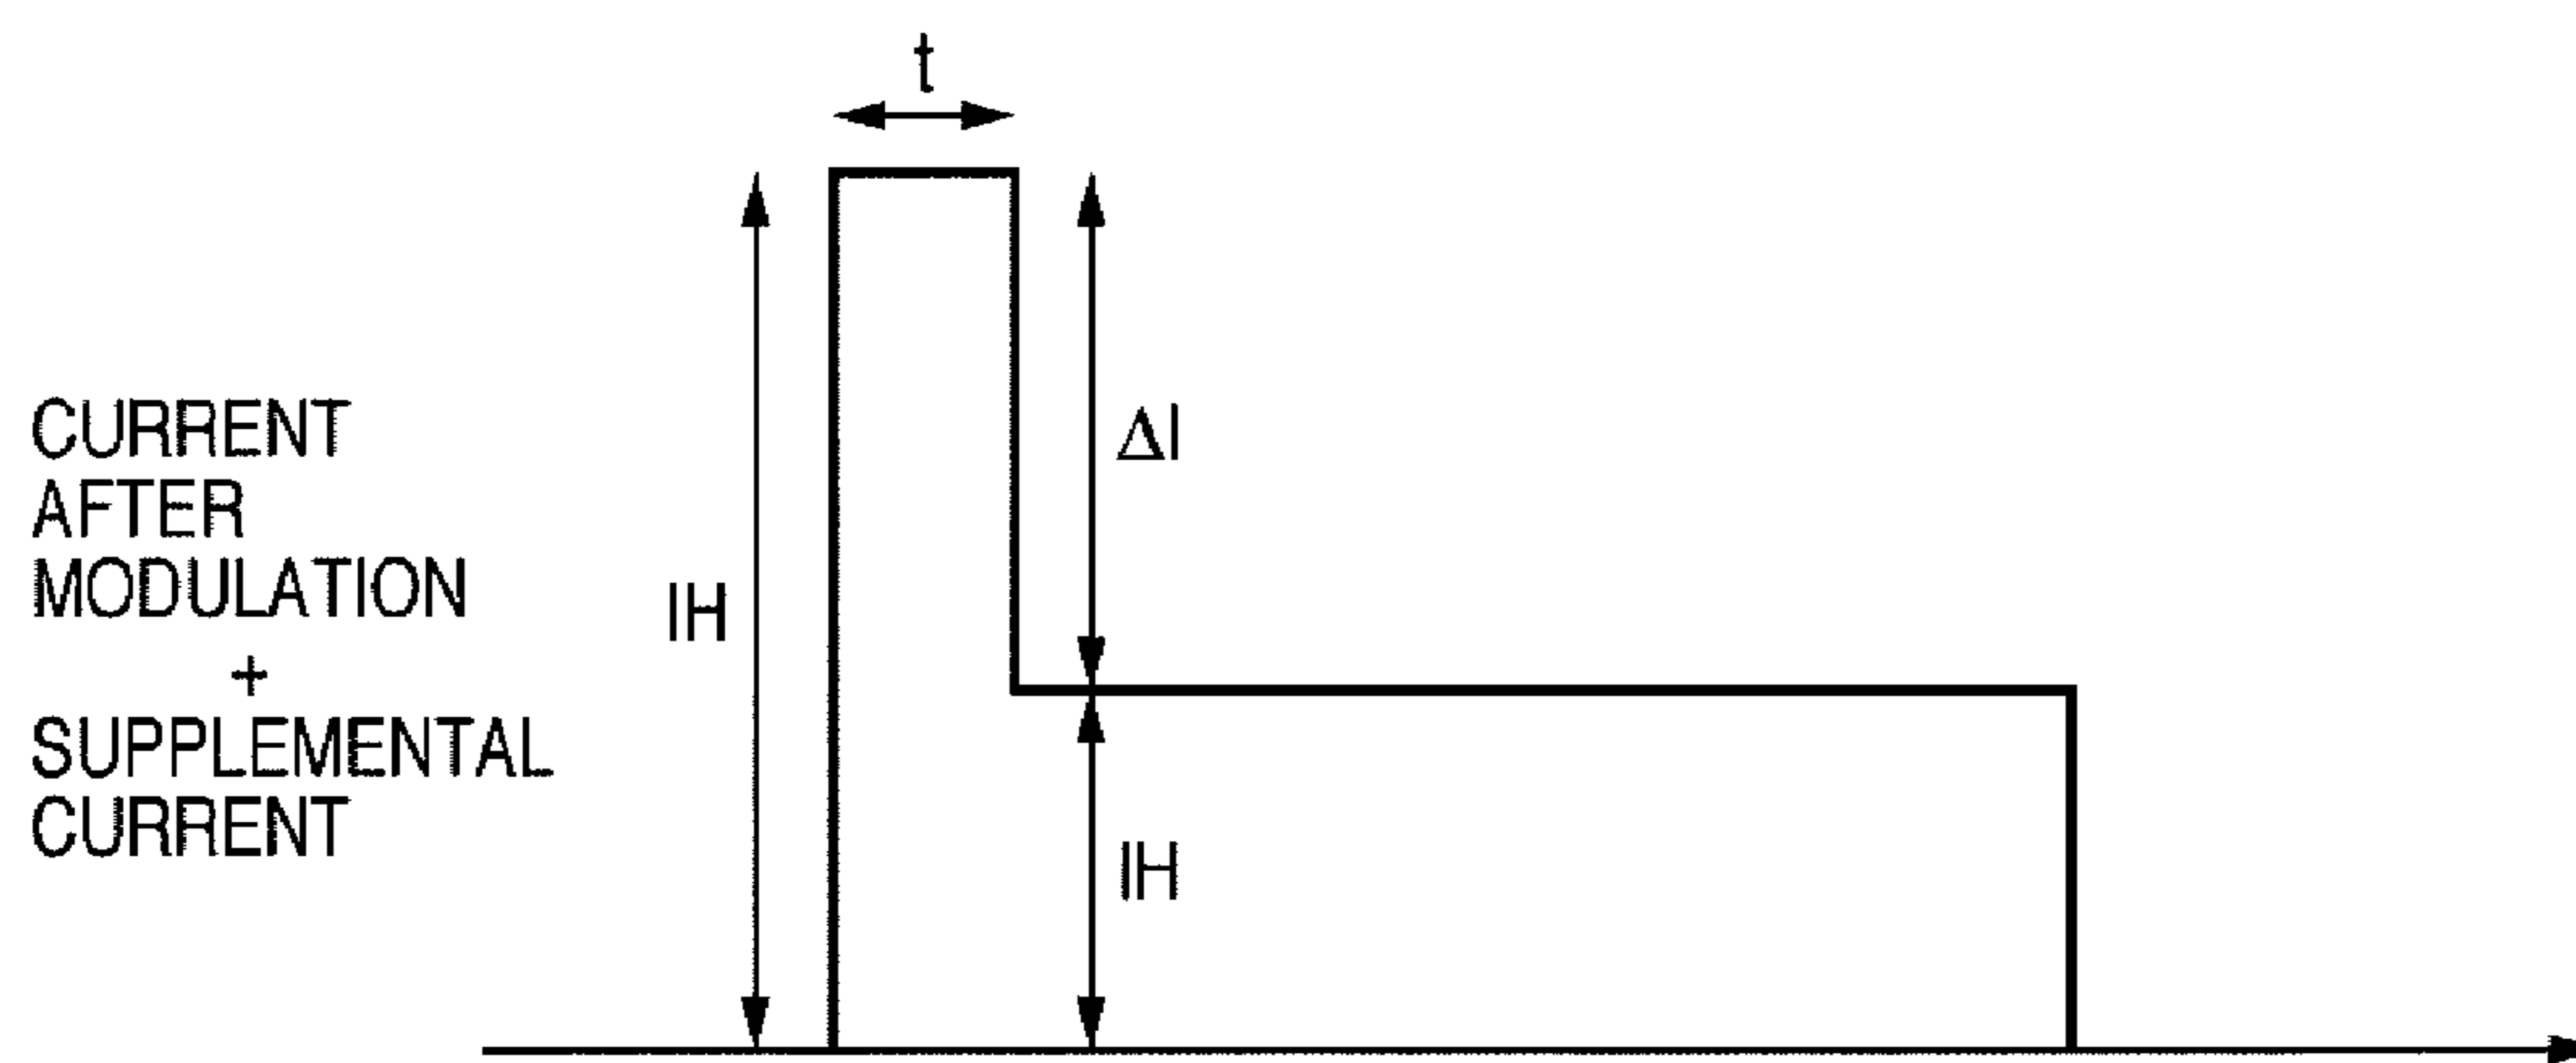 t
CURRENT
AFTER
MODULATION
+
SUPPLEMENTAL
CURRENT
IH
ΔI
IH